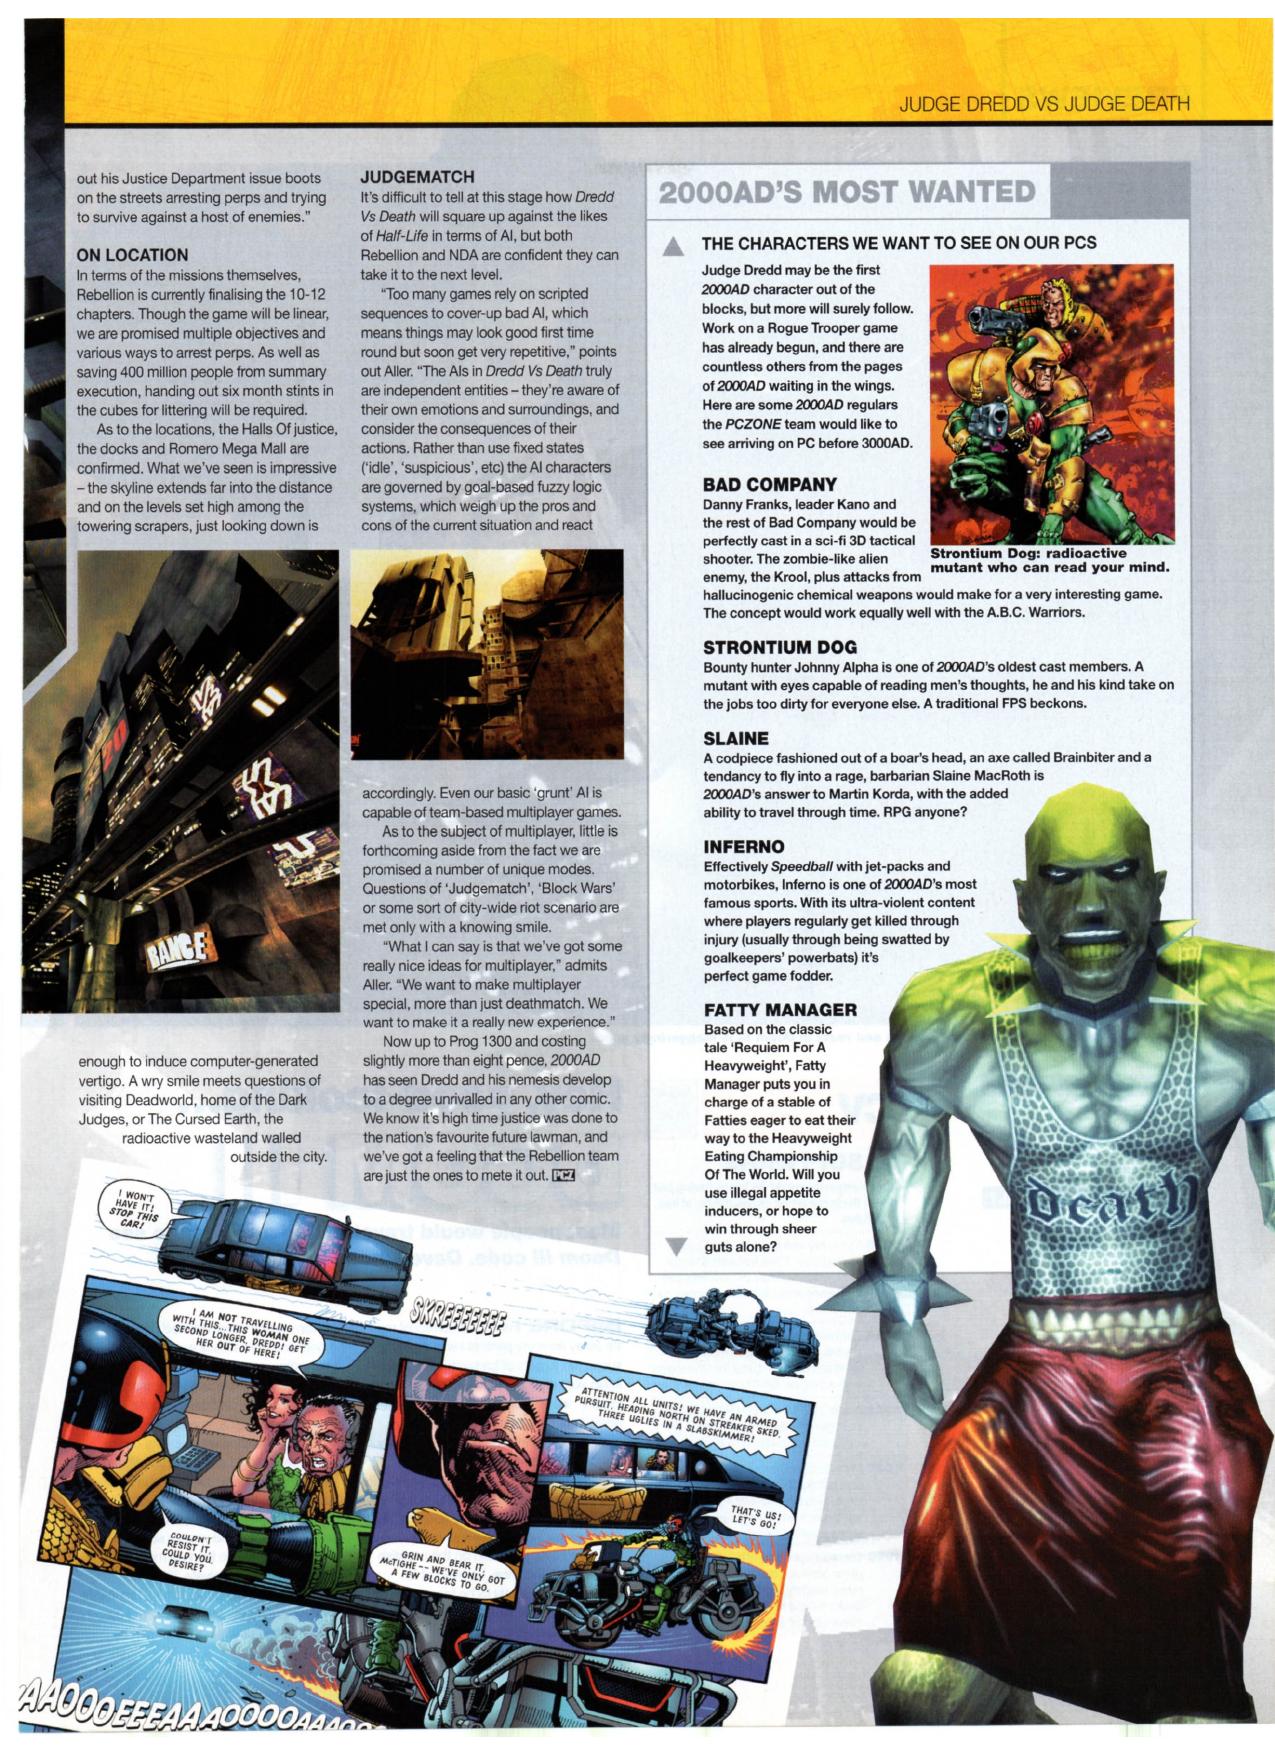 JUDGE DREDD VS JUDGE DEATH
out his Justice Department issue boots
on the streets arresting perps and trying
to survive against a host of enemies.”
ON LOCATION
In terms of the missions themselves,
Rebellion is currently finalising the 10-12
chapters. Though the game will be linear,
we are promised multiple objectives and
various ways to arrest perps. As well as
saving 400 million people from summary
execution, handing out six month stints in
the cubes for littering will be required.
As to the locations, the Halls Of justice,
the docks and Romero Mega Mall are
confirmed. What we've seen is impressive
– the skyline extends far into the distance
and on the levels set high among the
towering scrapers, just looking down is
BANGE
enough to induce computer-generated
vertigo. A wry smile meets questions of
visiting Deadworld, home of the Dark
Judges, or The Cursed Earth, the
radioactive wasteland walled
outside the city.
JUDGEMATCH
It's difficult to tell at this stage how Dredd
Vs Death will square up against the likes
of Half-Life in terms of AI, but both
Rebellion and NDA are confident they can
take it to the next level.
“Too many games rely on scripted
sequences to cover-up bad AI, which
means things may look good first time
round but soon get very repetitive,” points
out Aller. “The AIs in Dredd Vs Death truly
are independent entities – they're aware of
their own emotions and surroundings, and
consider the consequences of their
actions. Rather than use fixed states
(‘idle’, ‘suspicious’, etc) the AI characters
are governed by goal-based fuzzy logic
systems, which weigh up the pros and
cons of the current situation and react
accordingly. Even our basic ‘grunt’ AI is
capable of team-based multiplayer games.
As to the subject of multiplayer, little is
forthcoming aside from the fact we are
promised a number of unique modes.
Questions of ‘Judgematch’, ‘Block Wars’
or some sort of city-wide riot scenario are
met only with a knowing smile.
“What I can say is that we've got some
really nice ideas for multiplayer,” admits
Aller. “We want to make multiplayer
special, more than just deathmatch. We
want to make it a really new experience.”
Now up to Prog 1300 and costing
slightly more than eight pence, 2000AD
has seen Dredd and his nemesis develop
to a degree unrivalled in any other comic.
We know it's high time justice was done to
the nation's favourite future lawman, and
we've got a feeling that the Rebellion team
are just the ones to mete it out. PCZ
2000AD'S MOST WANTED
THE CHARACTERS WE WANT TO SEE ON OUR PCS
Judge Dredd may be the first
2000AD character out of the
blocks, but more will surely follow.
Work on a Rogue Trooper game
has already begun, and there are
countless others from the pages
of 2000AD waiting in the wings.
Here are some 2000AD regulars
the PCZONE team would like to
see arriving on PC before 3000AD.
Strontium Dog: radioactive
mutant who can read your mind.
BAD COMPANY
Danny Franks, leader Kano and
the rest of Bad Company would be
perfectly cast in a sci-fi 3D tactical
shooter. The zombie-like alien
enemy, the Krool, plus attacks from
hallucinogenic chemical weapons would make for a very interesting game.
The concept would work equally well with the A.B.C. Warriors.
STRONTIUM DOG
Bounty hunter Johnny Alpha is one of 2000AD's oldest cast members. A
mutant with eyes capable of reading men's thoughts, he and his kind take on
the jobs too dirty for everyone else. A traditional FPS beckons.
SLAINE
A codpiece fashioned out of a boar's head, an axe called Brainbiter and a
tendancy to fly into a rage, barbarian Slaine MacRoth is
2000AD's answer to Martin Korda, with the added
ability to travel through time. RPG anyone?
INFERNO
Effectively Speedball with jet-packs and
motorbikes, Inferno is one of 2000AD's most
famous sports. With its ultra-violent content
where players regularly get killed through
injury (usually through being swatted by
goalkeepers' powerbats) it's
perfect game fodder.
FATTY MANAGER
Based on the classic
tale ‘Requiem For A
Heavyweight’, Fatty
Manager puts you in
charge of a stable of
Fatties eager to eat their
way to the Heavyweight
Eating Championship
Of The World. Will you
use illegal appetite
inducers, or hope to
win through sheer
guts alone?
death
I WON'T
HAVE IT!
STOP THIS
CAR!
SKREEEEEEE
I AM NOT TRAVELLING
WITH THIS...THIS WOMAN ONE
SECOND LONGER, DREDD! GET
HER OUT OF HERE!
COULDN'T
RESIST IT,
COULD YOU,
DESIRE?
GRIN AND BEAR IT,
McTIGHE -- WE'VE ONLY GOT
A FEW BLOCKS TO GO.
ATTENTION ALL UNITS! WE HAVE AN ARMED
PURSUIT, HEADING NORTH ON STREAKER SKED.
THREE UGLIES IN A SLABSKIMMER!
THAT'S US!
LET'S GO!
AAOOOEEEAAAOOOOAAAOOO